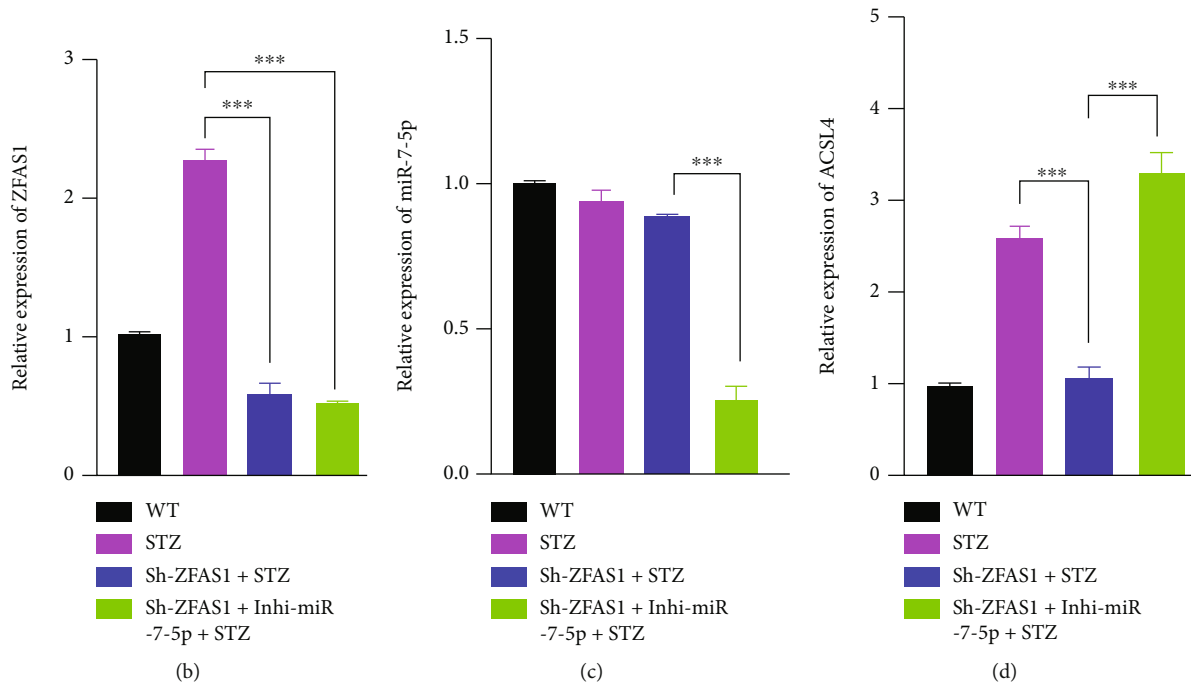 Relative expression of ZFAS1
3
2
1
0
***
***
WT
STZ
Sh-ZFAS1 + STZ
Sh-ZFAS1 + Inhi-miR
-7-5p + STZ
(b)
Relative expression of miR-7-5p
1.5
1.0
0.5
0.0
***
WT
STZ
Sh-ZFAS1 + STZ
Sh-ZFAS1 + Inhi-miR
-7-5p + STZ
(c)
Relative expression of ACSL4
5
4
3
2
1
0
***
***
WT
STZ
Sh-ZFAS1 + STZ
Sh-ZFAS1 + Inhi-miR
-7-5p + STZ
(d)